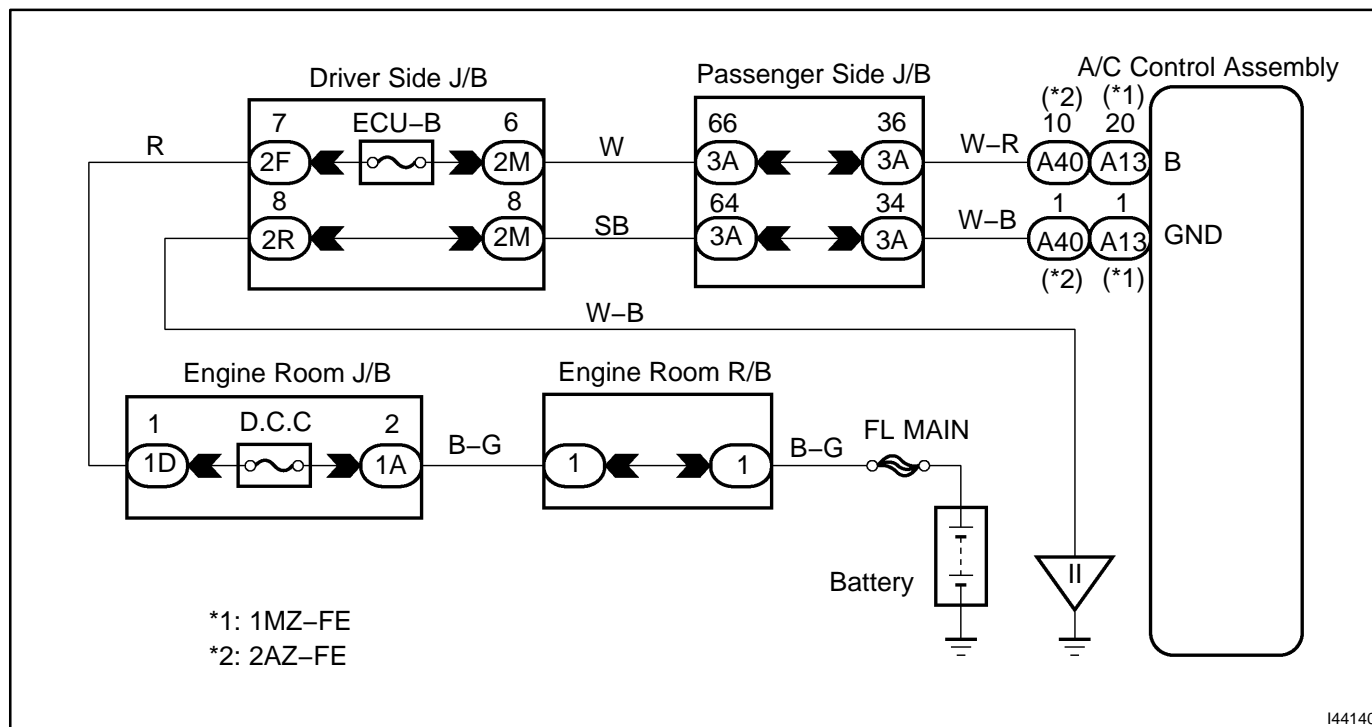 Driver Side J/B
Passenger Side J/B
A/C Control Assembly
(*2) (*1)
7 ECU–B 6
66 36
10 20
R
2F 2M
W
3A 3A
W–R
A40 A13 B
8 8
64 34
1 1
2R 2M
SB
3A 3A
W–B
A40 A13 GND
(*2) (*1)
W–B
Engine Room J/B
Engine Room R/B
1 D.C.C 2
FL MAIN
1D 1A
B–G
1 1
B–G
Battery
II
*1: 1MZ–FE
*2: 2AZ–FE
I44140